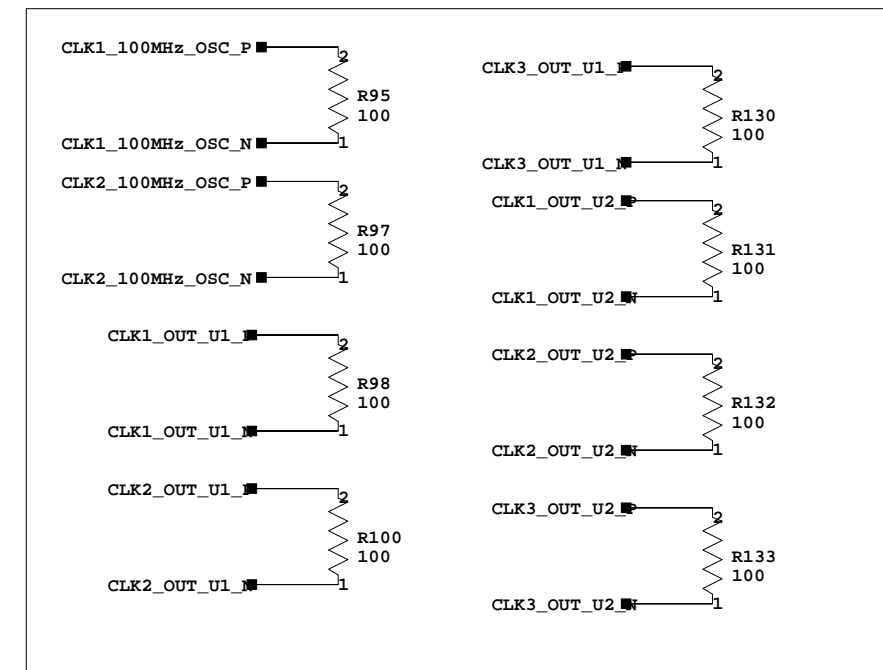 CLK1_100MHz_OSC_P
2
R95
100
CLK1_100MHz_OSC_N
1
CLK2_100MHz_OSC_P
2
R97
100
CLK2_100MHz_OSC_N
1
CLK1_OUT_U1_P
2
R98
100
CLK1_OUT_U1_N
1
CLK2_OUT_U1_P
2
R100
100
CLK2_OUT_U1_N
1
CLK3_OUT_U1_P
2
R130
100
CLK3_OUT_U1_N
1
CLK1_OUT_U2_P
2
R131
100
CLK1_OUT_U2_N
1
CLK2_OUT_U2_P
2
R132
100
CLK2_OUT_U2_N
1
CLK3_OUT_U2_P
2
R133
100
CLK3_OUT_U2_N
1